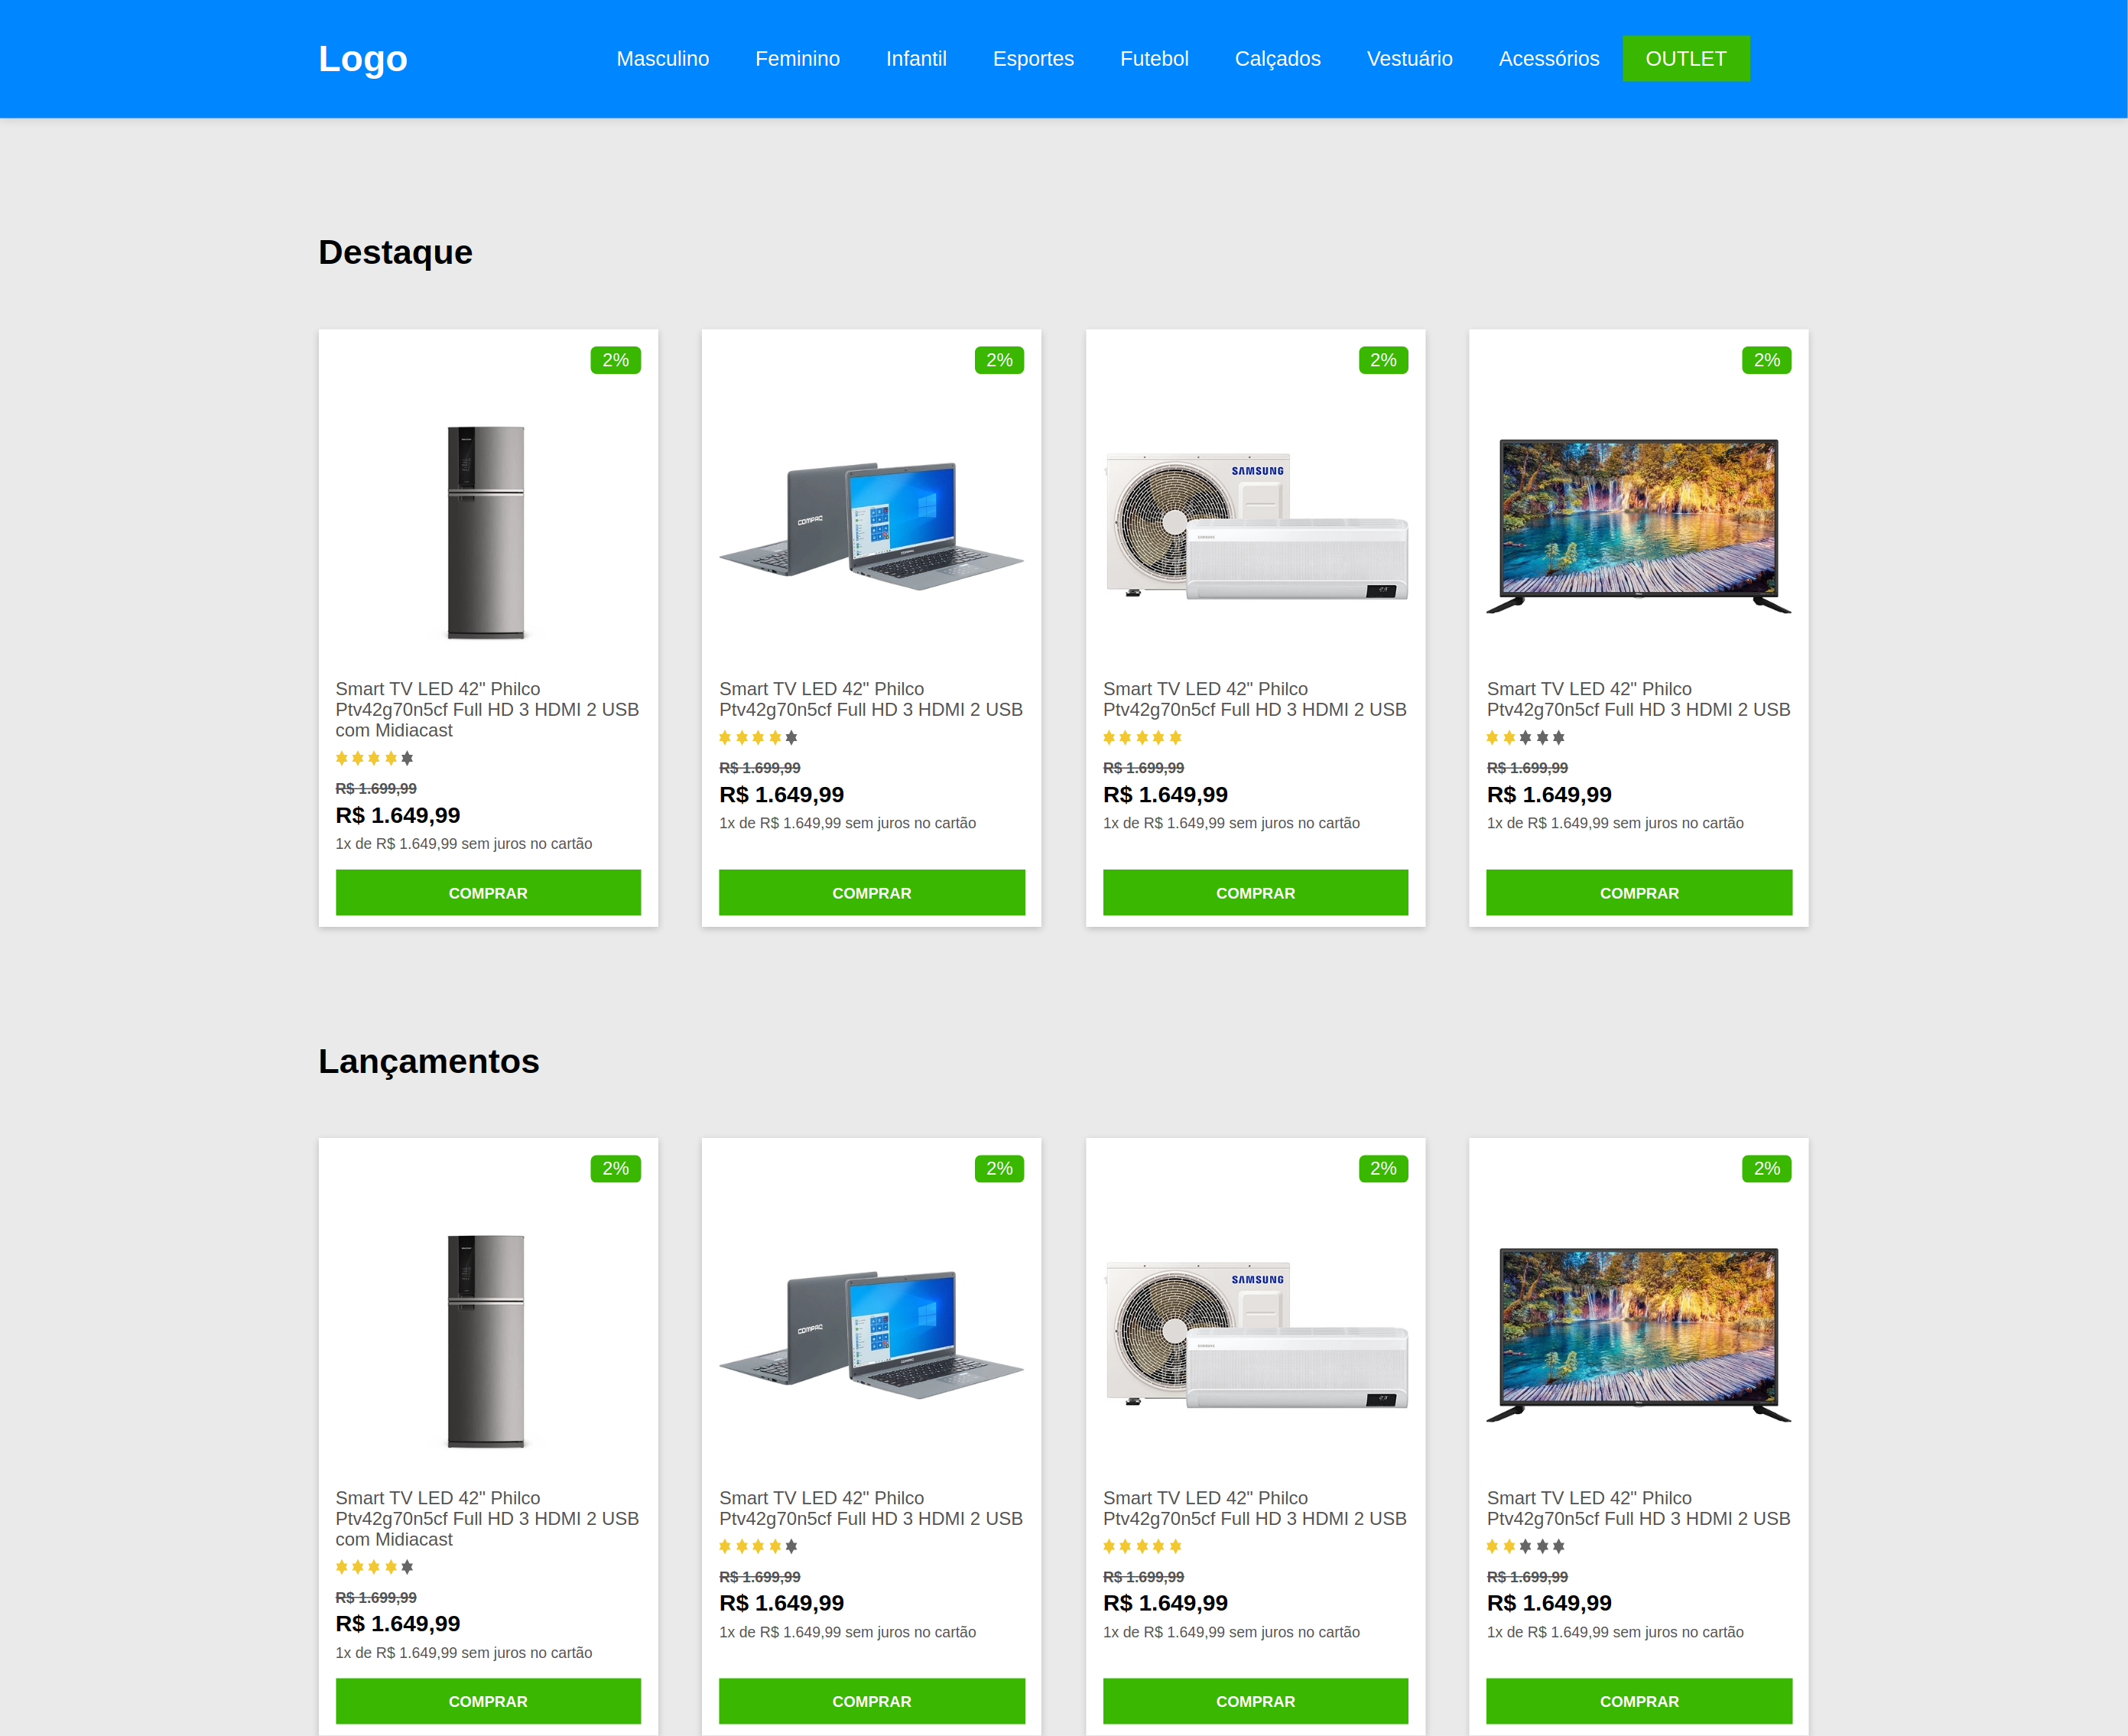 Logo
Masculino Feminino Infantil Esportes Futebol Calçados Vestuário Acessórios OUTLET
Destaque
2%
Smart TV LED 42" Philco
Ptv42g70n5cf Full HD 3 HDMI 2 USB
com Midiacast
R$ 1.699,99
R$ 1.649,99
1x de R$ 1.649,99 sem juros no cartão
COMPRAR
2%
COMPAQ
Smart TV LED 42" Philco
Ptv42g70n5cf Full HD 3 HDMI 2 USB
R$ 1.699,99
R$ 1.649,99
1x de R$ 1.649,99 sem juros no cartão
COMPRAR
2%
SAMSUNG
Smart TV LED 42" Philco
Ptv42g70n5cf Full HD 3 HDMI 2 USB
R$ 1.699,99
R$ 1.649,99
1x de R$ 1.649,99 sem juros no cartão
COMPRAR
2%
Smart TV LED 42" Philco
Ptv42g70n5cf Full HD 3 HDMI 2 USB
R$ 1.699,99
R$ 1.649,99
1x de R$ 1.649,99 sem juros no cartão
COMPRAR
Lançamentos
2%
Smart TV LED 42" Philco
Ptv42g70n5cf Full HD 3 HDMI 2 USB
com Midiacast
R$ 1.699,99
R$ 1.649,99
1x de R$ 1.649,99 sem juros no cartão
COMPRAR
2%
COMPAQ
Smart TV LED 42" Philco
Ptv42g70n5cf Full HD 3 HDMI 2 USB
R$ 1.699,99
R$ 1.649,99
1x de R$ 1.649,99 sem juros no cartão
COMPRAR
2%
SAMSUNG
Smart TV LED 42" Philco
Ptv42g70n5cf Full HD 3 HDMI 2 USB
R$ 1.699,99
R$ 1.649,99
1x de R$ 1.649,99 sem juros no cartão
COMPRAR
2%
Smart TV LED 42" Philco
Ptv42g70n5cf Full HD 3 HDMI 2 USB
R$ 1.699,99
R$ 1.649,99
1x de R$ 1.649,99 sem juros no cartão
COMPRAR